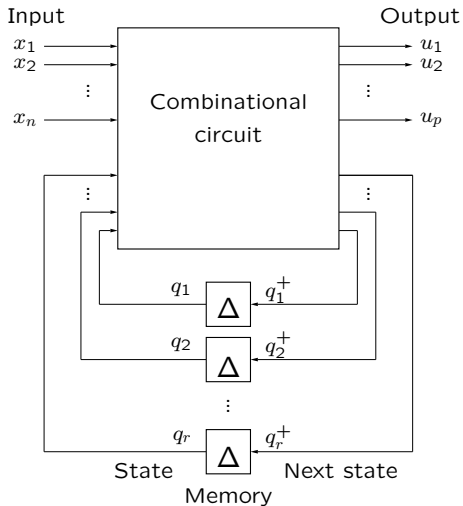 Input Output
x₁ u₁
x₂ u₂
⋮ ⋮
Combinational
xₙ uₚ
circuit
⋮ ⋮
q₁ Δ q₁⁺
q₂ Δ q₂⁺
⋮
qᵣ Δ qᵣ⁺
State Next state
Memory